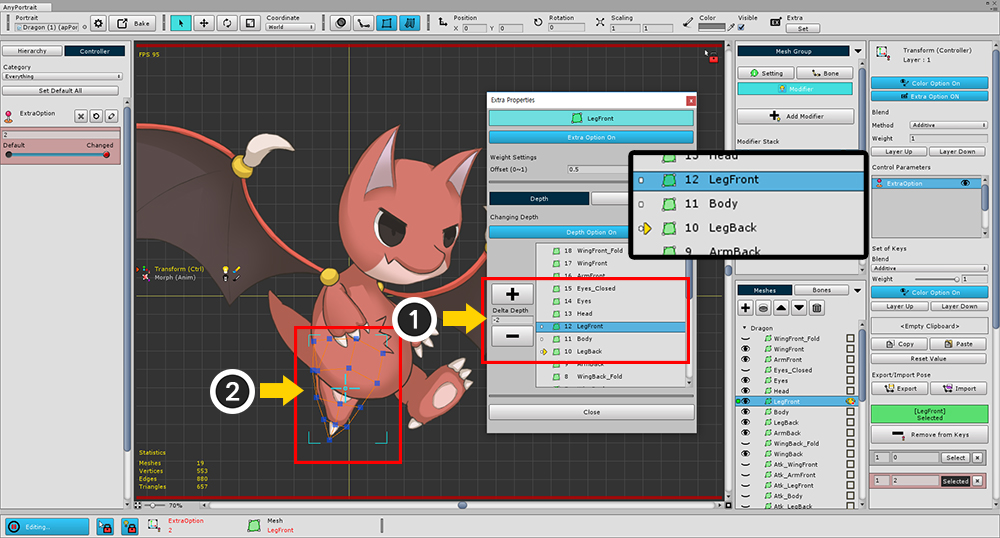 AnyPortrait
Portrait
Dragon (1) (apPor
Bake
Coordinate
World
Position
X 0 Y 0
Rotation
0
Scaling
1 1
Color
Visible
Extra
Set
Hierarchy
Controller
Category
Everything
Set Default All
ExtraOption
2
Default
Changed
FPS 95
Transform (Ctrl)
Morph (Anim)
1
2
Statistics
Meshes 19
Vertices 553
Edges 880
Triangles 657
70%
Extra Properties
x
LegFront
Extra Option On
Weight Settings
Offset (0~1) 0.5
Depth
Changing Depth
Depth Option On
18 WingFront_Fold
17 WingFront
16 ArmFront
15 Eyes_Closed
14 Eyes
13 Head
12 LegFront
11 Body
10 LegBack
9 ArmBack
8 WingBack_Fold
Delta Depth
-2
Close
13 Head
12 LegFront
11 Body
10 LegBack
9 ArmBack
Mesh Group
Setting
Bone
Modifier
Add Modifier
Modifier Stack
Meshes
Bones
Dragon
WingFront_Fold
WingFront
ArmFront
Eyes_Closed
Eyes
Head
LegFront
Body
LegBack
ArmBack
WingBack_Fold
WingBack
Atk_WingFront
Atk_ArmFront
Atk_LegFront
Atk_Body
Atk_LegBack
Transform (Controller)
Layer : 1
Color Option On
Extra Option ON
Blend
Method Additive
Weight 1
Layer Up
Layer Down
Control Parameters
ExtraOption
Set of Keys
Blend
Additive
Weight 1
Color Option On
Layer Up
Layer Down
<Empty Clipboard>
Copy
Paste
Reset Value
Export/Import Pose
Export
Import
[LegFront]
Selected
Remove from Keys
1 0 Select x
1 2 Selected x
Editing..
ExtraOption
2
Mesh
LegFront